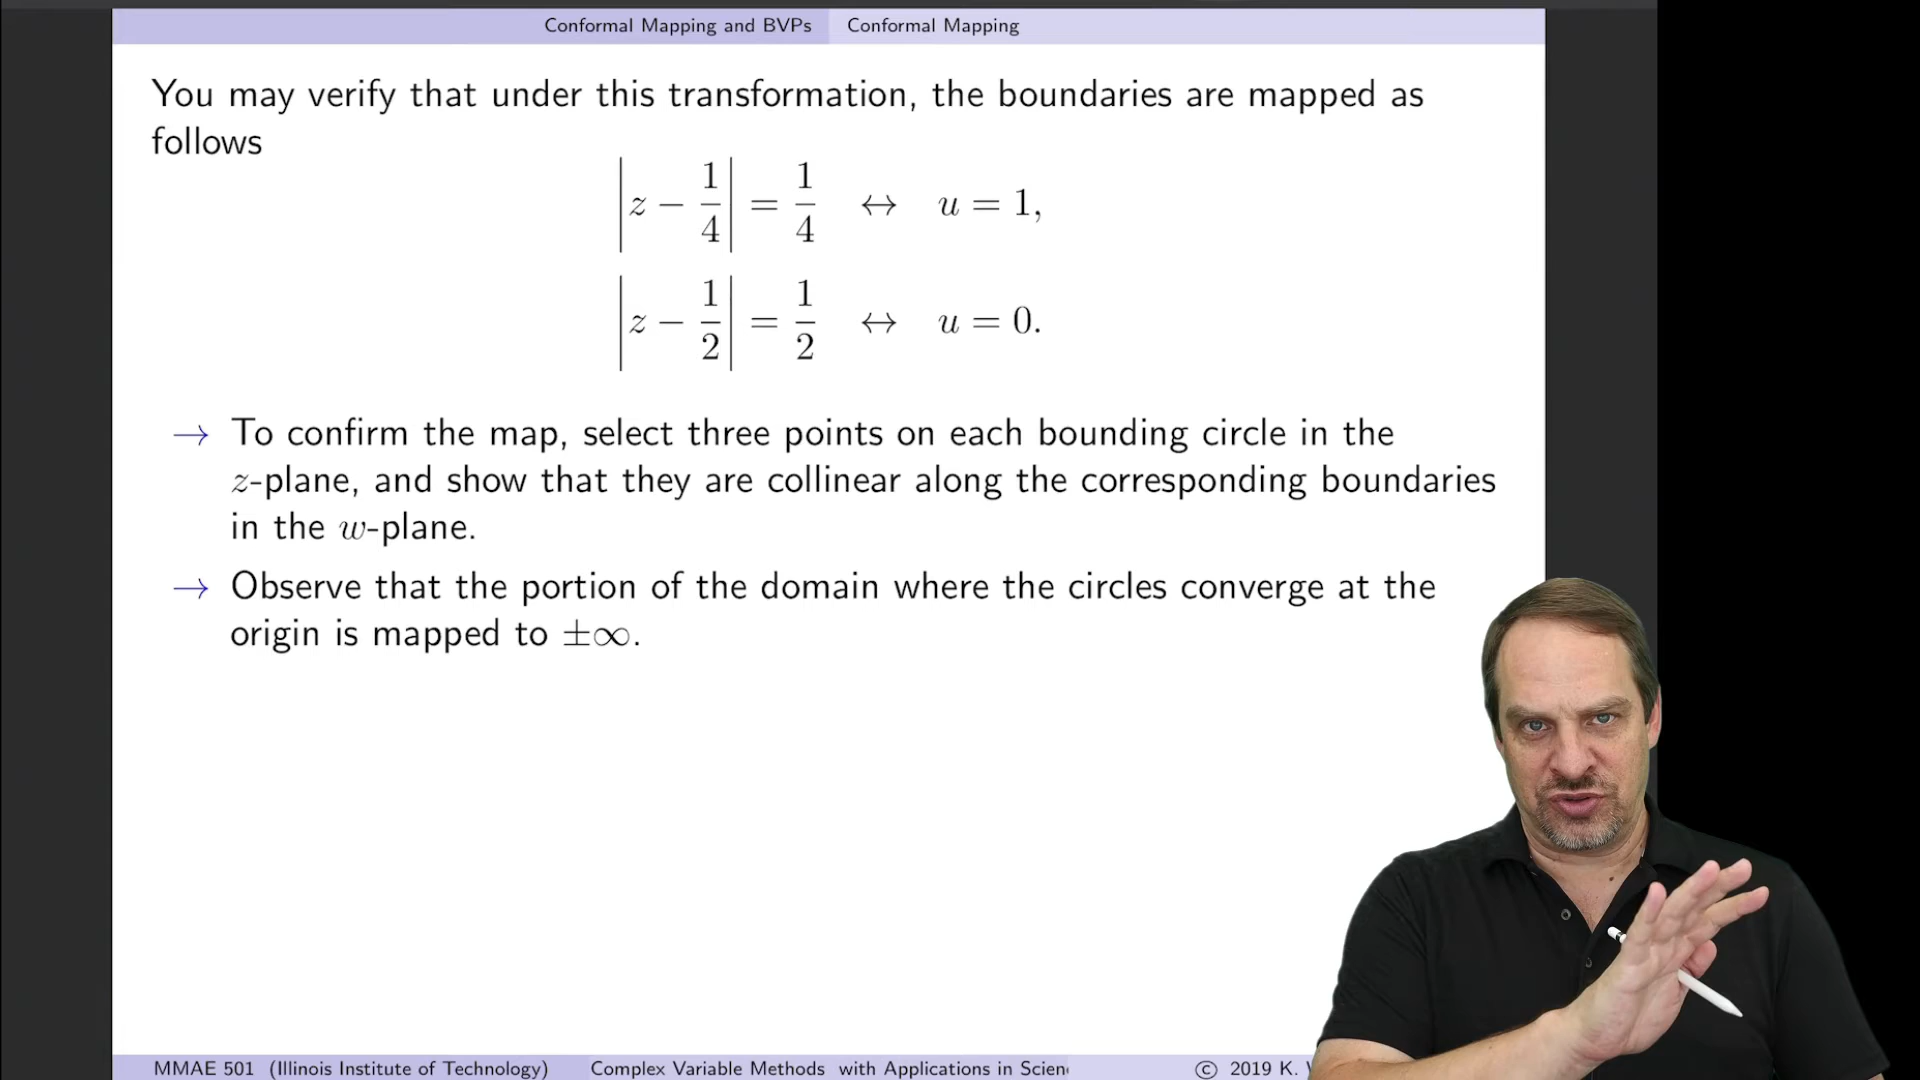 Conformal Mapping and BVPs Conformal Mapping
You may verify that under this transformation, the boundaries are mapped as
follows
|z − 1/4| = 1/4 ↔ u = 1,
|z − 1/2| = 1/2 ↔ u = 0.
→ To confirm the map, select three points on each bounding circle in the
z-plane, and show that they are collinear along the corresponding boundaries
in the w-plane.
→ Observe that the portion of the domain where the circles converge at the
origin is mapped to ±∞.
MMAE 501 (Illinois Institute of Technology) Complex Variable Methods with Applications in © 2019 K.